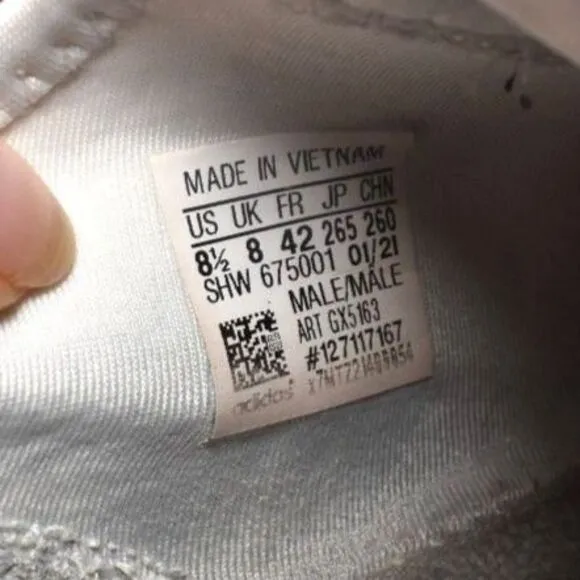 MADE IN VIETNAM
US UK FR JP CHN
8½ 8 42 265 260
SHW 675001 01/21
MALE/MÂLE
ART GX5163
#127117167
adidas